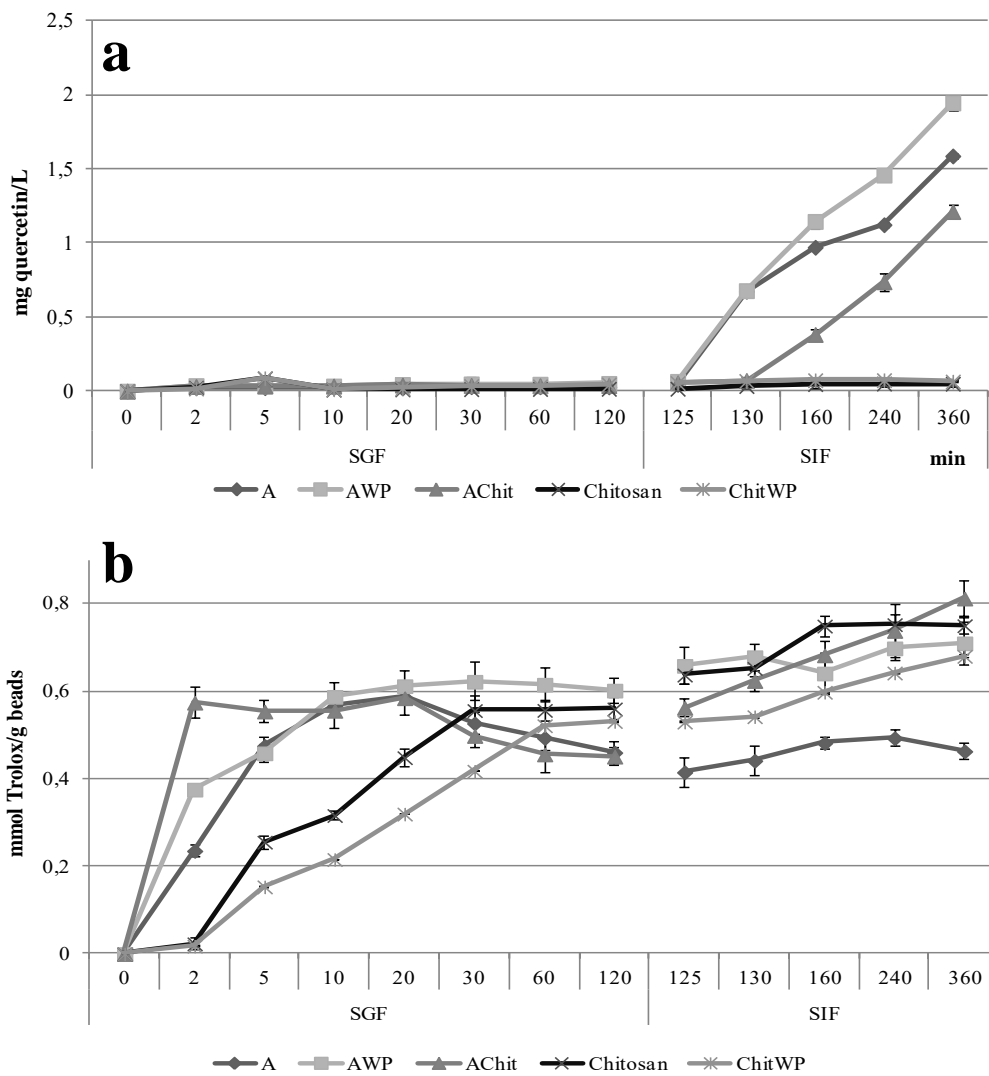 a
2,5
2
1,5
1
0,5
0
mg quercetin/L
0 2 5 10 20 30 60 120 125 130 160 240 360
SGF SIF min
A AWP AChit Chitosan ChitWP
b
0,8
0,6
0,4
0,2
0
mmol Trolox/g beads
0 2 5 10 20 30 60 120 125 130 160 240 360
SGF SIF
A AWP AChit Chitosan ChitWP